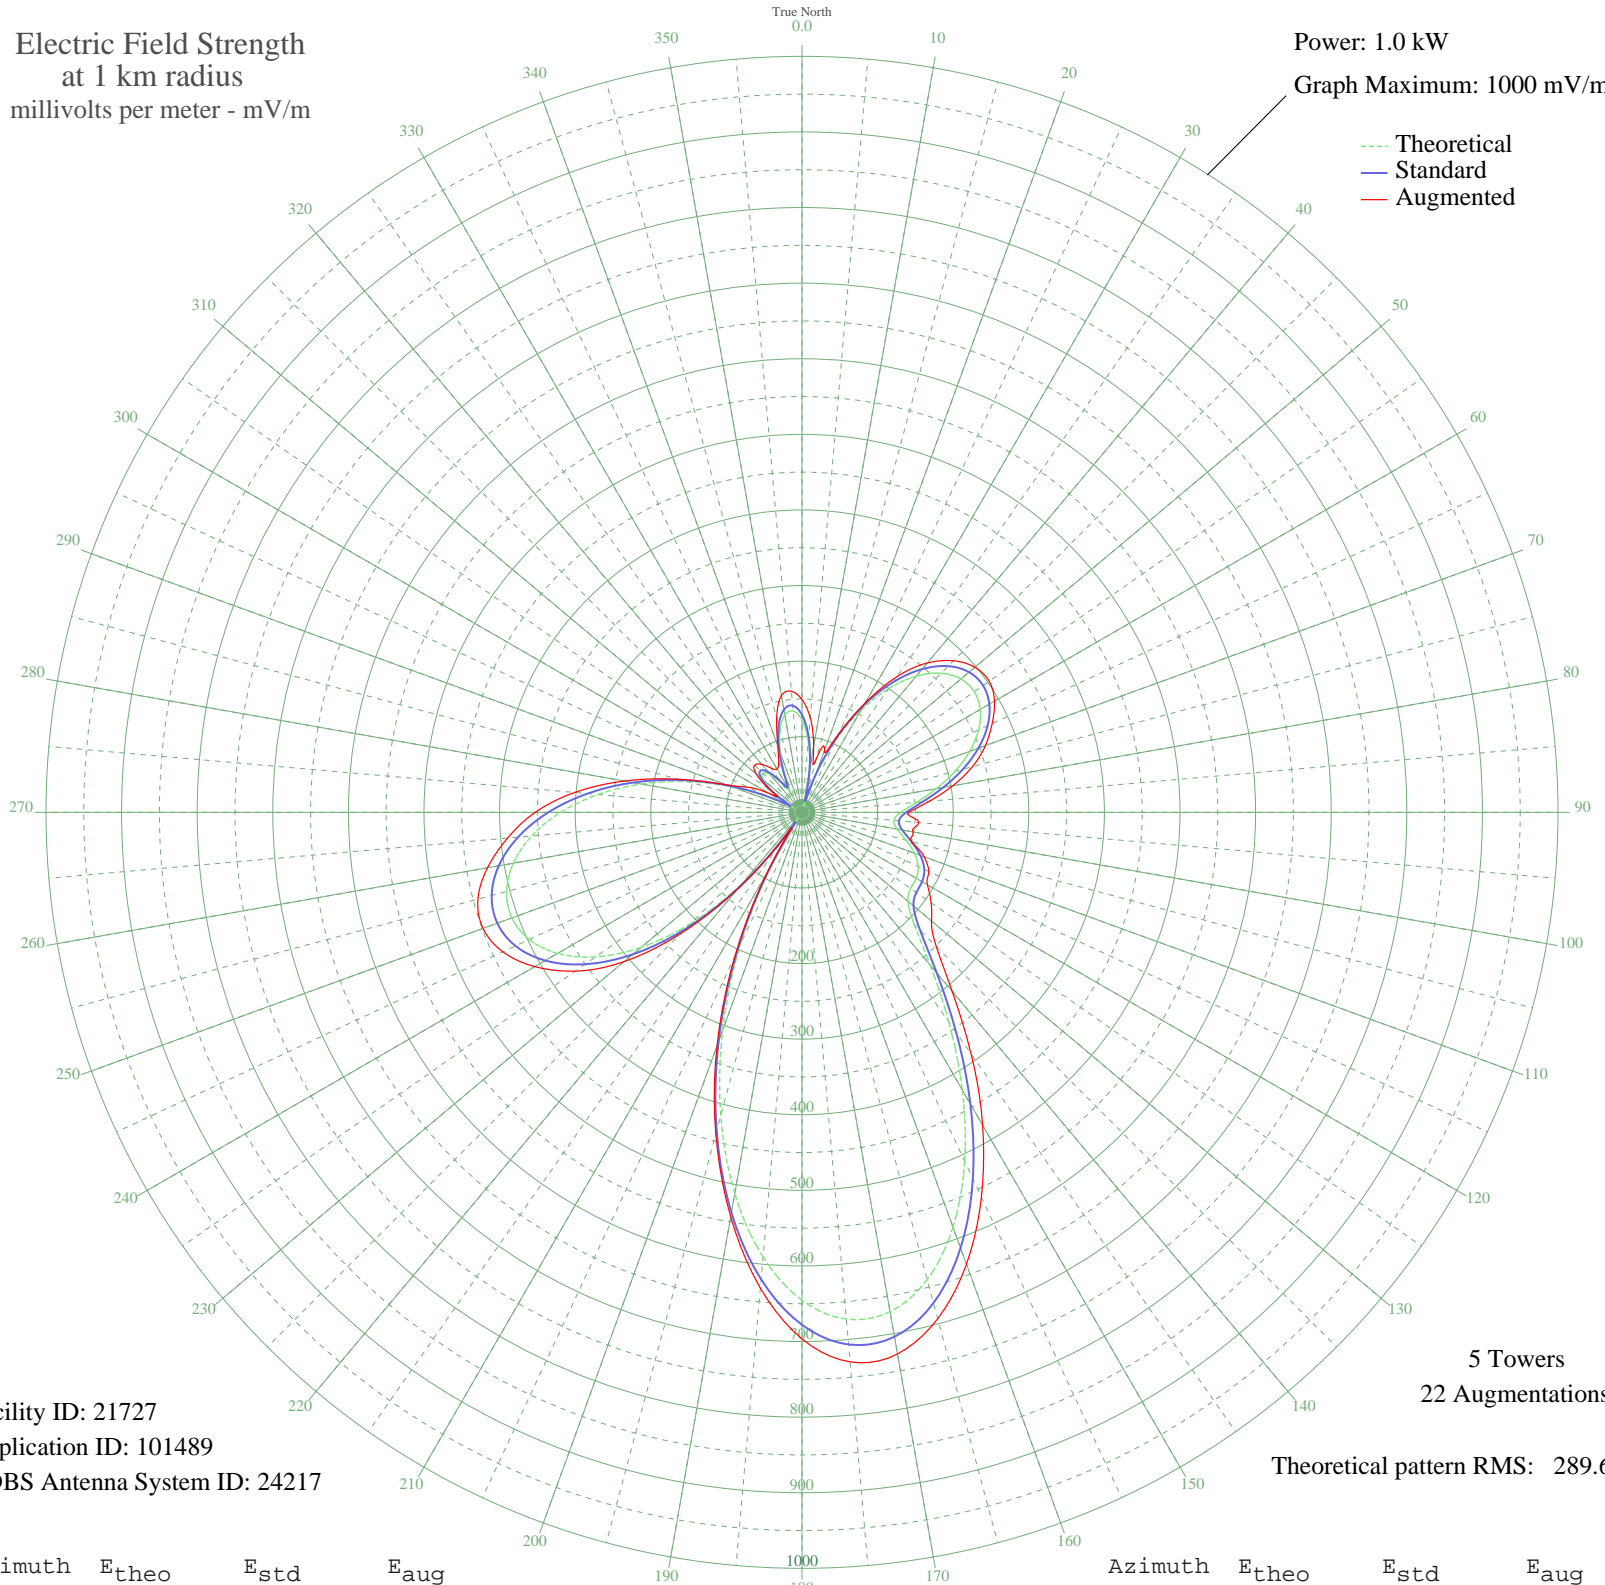 Electric Field Strength
at 1 km radius
millivolts per meter - mV/m
True North
0.0
10
20
30
40
50
60
70
80
90
100
110
120
130
140
150
160
170
190
200
210
220
230
240
250
260
270
280
290
300
310
320
330
340
350
Power: 1.0 kW
Graph Maximum: 1000 mV/m
Theoretical
Standard
Augmented
200
300
400
500
600
700
800
900
1000
5 Towers
22 Augmentations
Theoretical pattern RMS: 289.6
cility ID: 21727
plication ID: 101489
DBS Antenna System ID: 24217
imuth Etheo Estd Eaug
Azimuth Etheo Estd Eaug